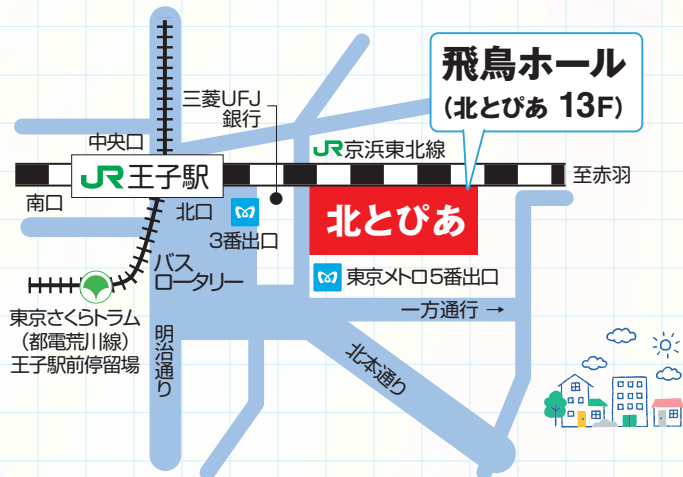 飛鳥ホール
(北とぴあ 13F)
三菱UFJ
銀行
中央口
JR京浜東北線
JR王子駅
至赤羽
南口
北口
3番出口
北とぴあ
バス
ロータリー
東京メトロ5番出口
一方通行 →
東京さくらトラム
(都電荒川線)
王子駅前停留場
明治通り
北本通り